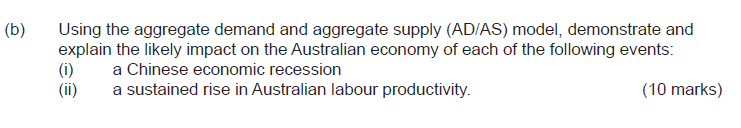 (b) Using the aggregate demand and aggregate supply (AD/AS) model, demonstrate and
explain the likely impact on the Australian economy of each of the following events:
(i) a Chinese economic recession
(ii) a sustained rise in Australian labour productivity. (10 marks)